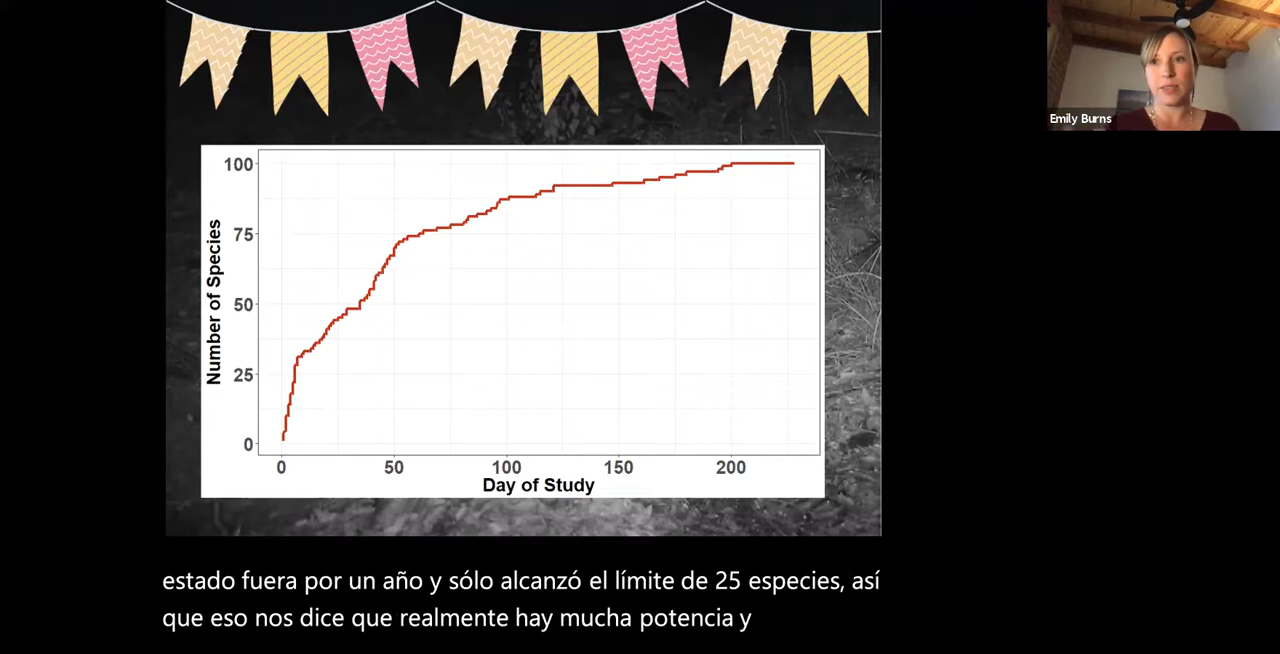 Emily Burns
100
75
50
25
0
Number of Species
0 50 100 150 200
Day of Study
estado fuera por un año y sólo alcanzó el límite de 25 especies, así
que eso nos dice que realmente hay mucha potencia y